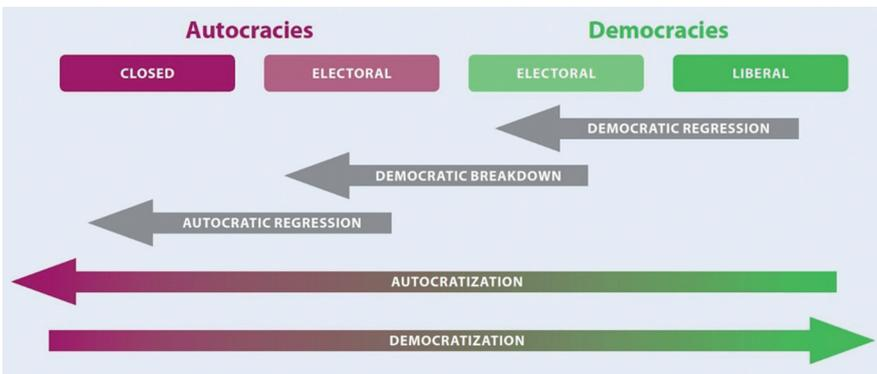 Autocracies Democracies
CLOSED ELECTORAL ELECTORAL LIBERAL
DEMOCRATIC REGRESSION
DEMOCRATIC BREAKDOWN
AUTOCRATIC REGRESSION
AUTOCRATIZATION
DEMOCRATIZATION